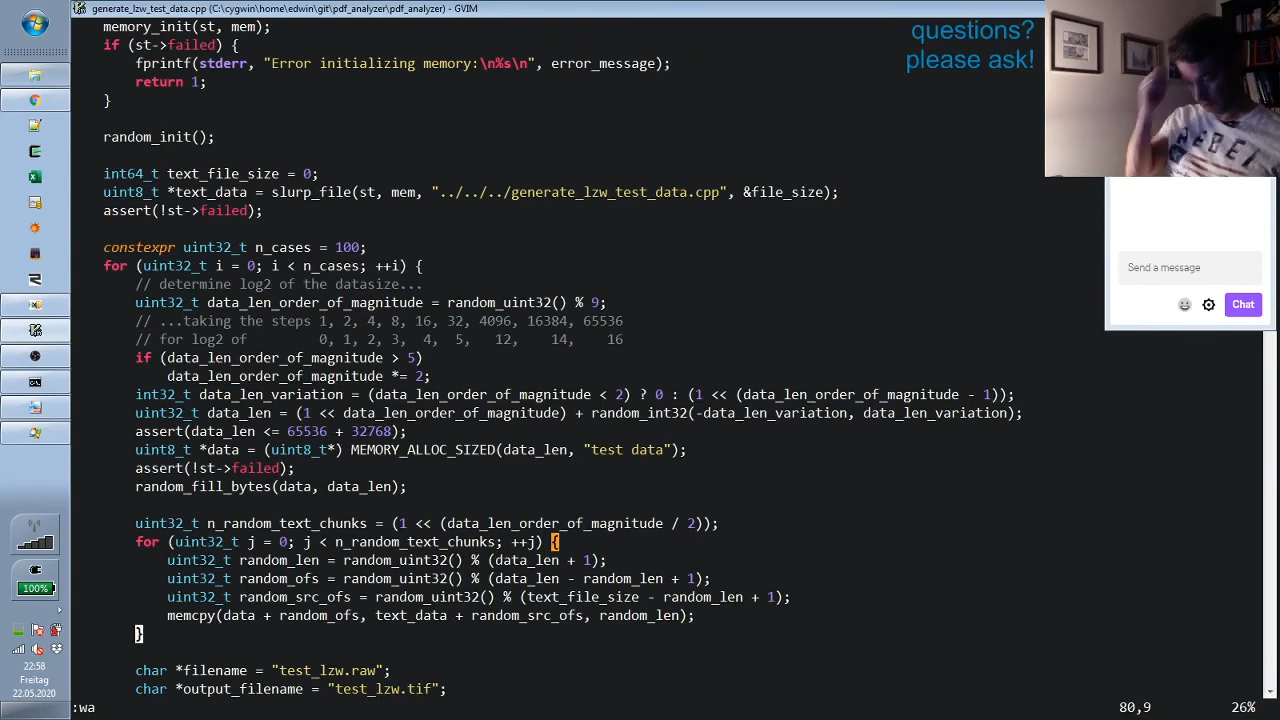 generate_lzw_test_data.cpp (C:\cygwin\home\edwin\git\pdf_analyzer\pdf_analyzer) - GVIM
memory_init(st, mem);
if (st->failed) {
fprintf(stderr, "Error initializing memory:\n%s\n", error_message);
return 1;
}
random_init();
int64_t text_file_size = 0;
uint8_t *text_data = slurp_file(st, mem, "../../../generate_lzw_test_data.cpp", &file_size);
assert(!st->failed);
constexpr uint32_t n_cases = 100;
for (uint32_t i = 0; i < n_cases; ++i) {
// determine log2 of the datasize...
uint32_t data_len_order_of_magnitude = random_uint32() % 9;
// ...taking the steps 1, 2, 4, 8, 16, 32, 4096, 16384, 65536
// for log2 of 0, 1, 2, 3, 4, 5, 12, 14, 16
if (data_len_order_of_magnitude > 5)
data_len_order_of_magnitude *= 2;
int32_t data_len_variation = (data_len_order_of_magnitude < 2) ? 0 : (1 << (data_len_order_of_magnitude - 1));
uint32_t data_len = (1 << data_len_order_of_magnitude) + random_int32(-data_len_variation, data_len_variation);
assert(data_len <= 65536 + 32768);
uint8_t *data = (uint8_t*) MEMORY_ALLOC_SIZED(data_len, "test data");
assert(!st->failed);
random_fill_bytes(data, data_len);
uint32_t n_random_text_chunks = (1 << (data_len_order_of_magnitude / 2));
for (uint32_t j = 0; j < n_random_text_chunks; ++j) {
uint32_t random_len = random_uint32() % (data_len + 1);
uint32_t random_ofs = random_uint32() % (data_len - random_len + 1);
uint32_t random_src_ofs = random_uint32() % (text_file_size - random_len + 1);
memcpy(data + random_ofs, text_data + random_src_ofs, random_len);
}
char *filename = "test_lzw.raw";
char *output_filename = "test_lzw.tif";
:wa
80,9
26%
questions?
please ask!
REBEL
Send a message
Chat
100%
22:58
Freitag
22.05.2020